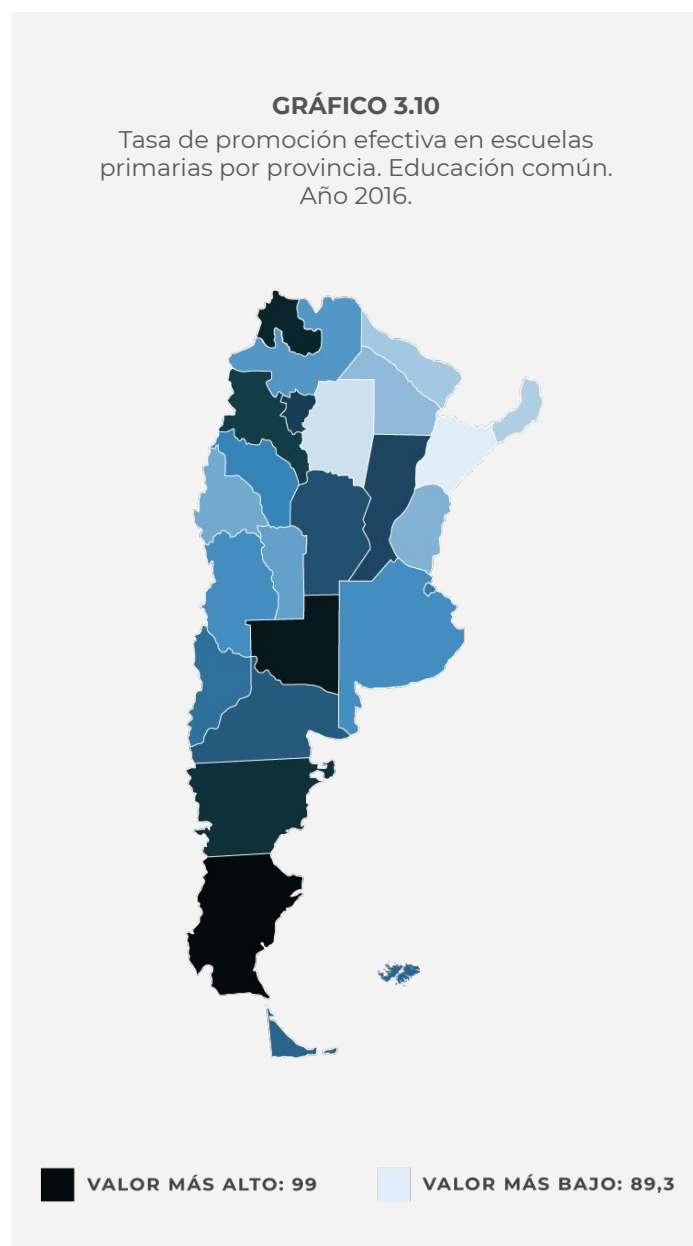 GRÁFICO 3.10
Tasa de promoción efectiva en escuelas
primarias por provincia. Educación común.
Año 2016.
VALOR MÁS ALTO: 99
VALOR MÁS BAJO: 89,3